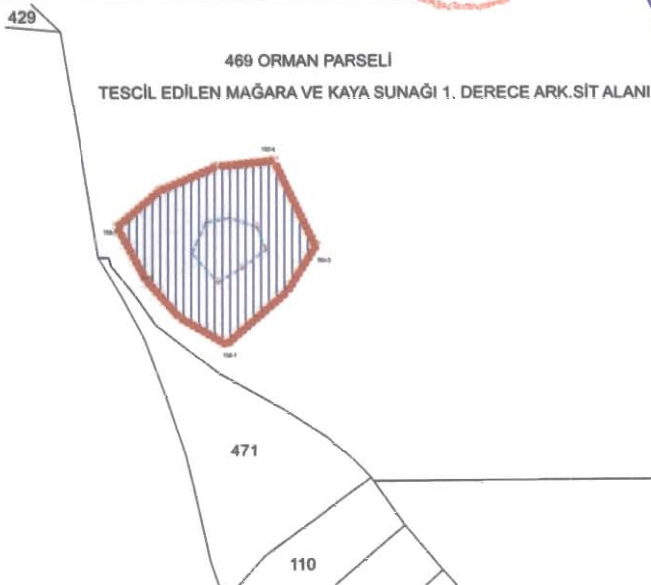 429
469 ORMAN PARSELİ
TESCİL EDİLEN MAĞARA VE KAYA SUNAĞI 1. DERECE ARK.SİT ALANI
471
110